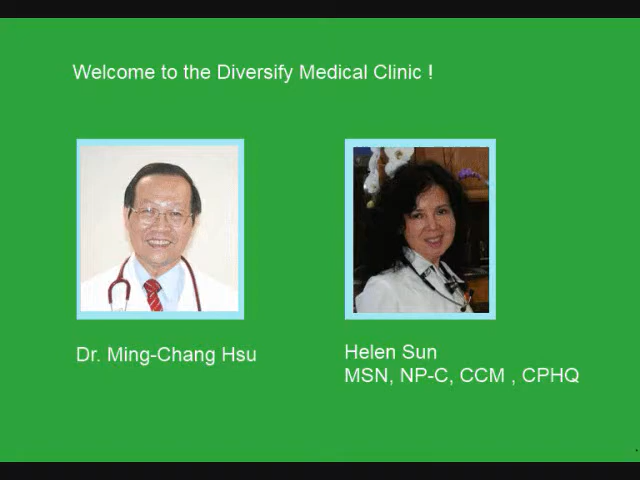 Welcome to the Diversify Medical Clinic !
Dr. Ming-Chang Hsu
Helen Sun
MSN, NP-C, CCM , CPHQ